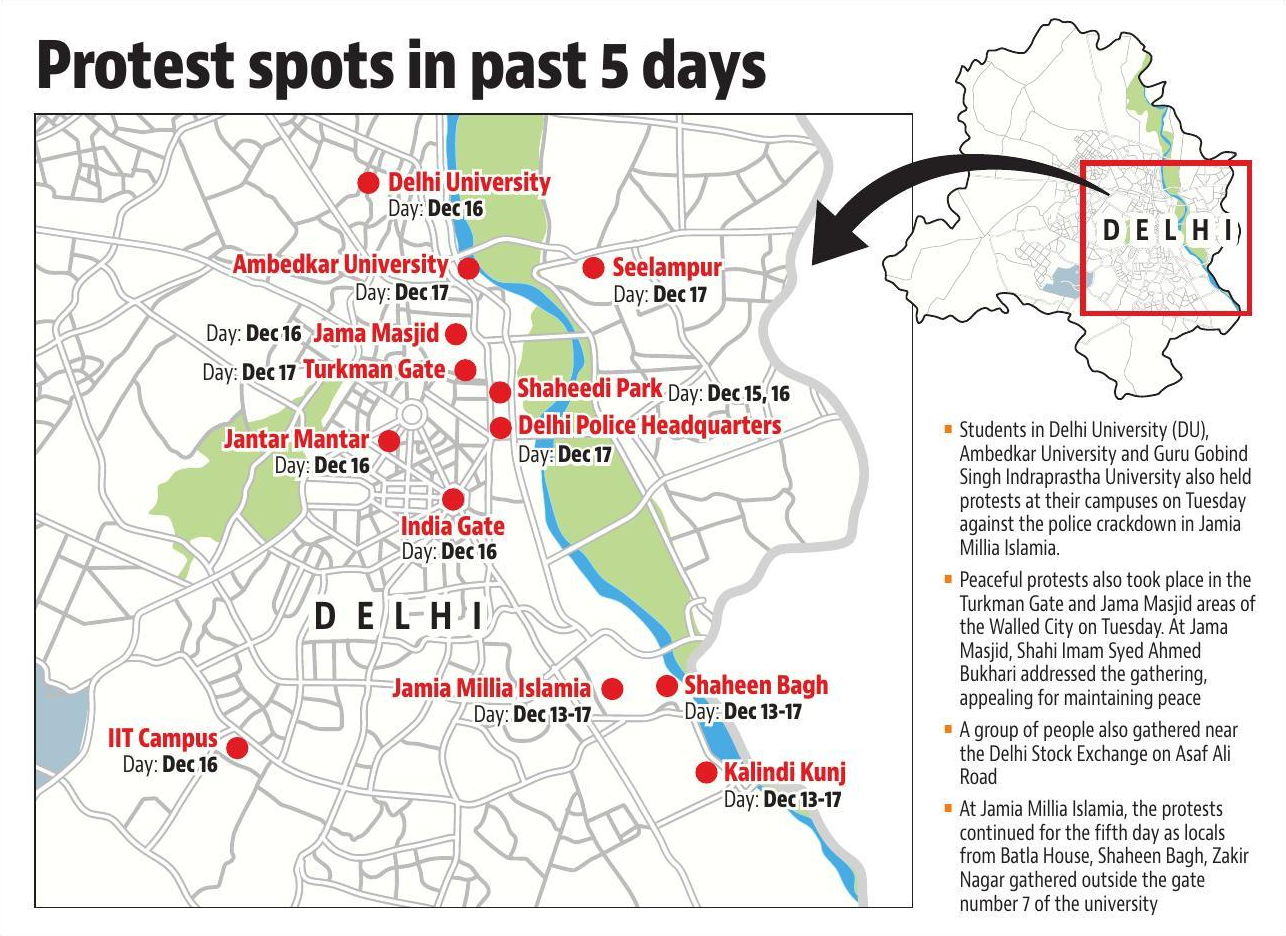 Protest spots in past 5 days
Delhi University
Day: Dec 16
Ambedkar University
Day: Dec 17
Seelampur
Day: Dec 17
Day: Dec 16 Jama Masjid
Day: Dec 17 Turkman Gate
Shaheedi Park Day: Dec 15, 16
Delhi Police Headquarters
Day: Dec 17
Jantar Mantar
Day: Dec 16
India Gate
Day: Dec 16
DELHI
Jamia Millia Islamia
Day: Dec 13-17
Shaheen Bagh
Day: Dec 13-17
IIT Campus
Day: Dec 16
Kalindi Kunj
Day: Dec 13-17
DELHI
Students in Delhi University (DU),
Ambedkar University and Guru Gobind
Singh Indraprastha University also held
protests at their campuses on Tuesday
against the police crackdown in Jamia
Millia Islamia.
Peaceful protests also took place in the
Turkman Gate and Jama Masjid areas of
the Walled City on Tuesday. At Jama
Masjid, Shahi Imam Syed Ahmed
Bukhari addressed the gathering,
appealing for maintaining peace
A group of people also gathered near
the Delhi Stock Exchange on Asaf Ali
Road
At Jamia Millia Islamia, the protests
continued for the fifth day as locals
from Batla House, Shaheen Bagh, Zakir
Nagar gathered outside the gate
number 7 of the university